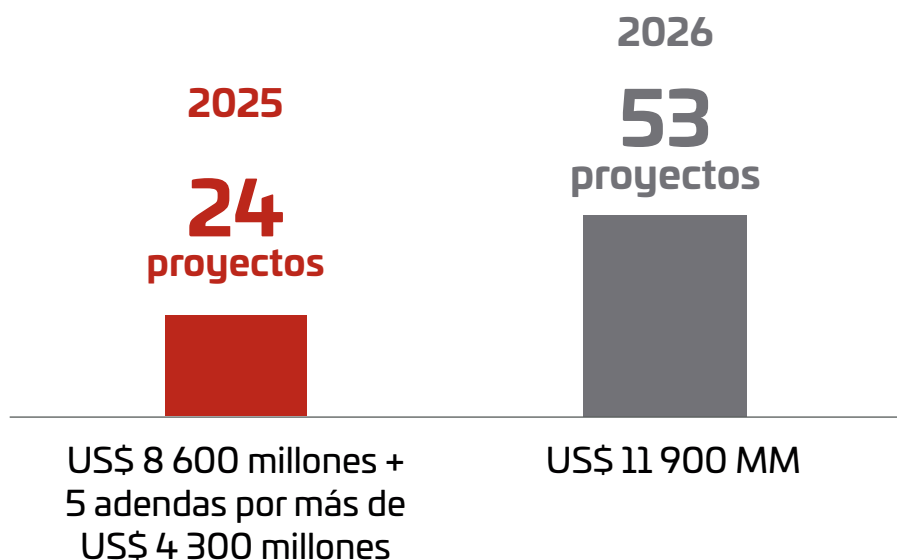 2025
24
proyectos
US$ 8 600 millones +
5 adendas por más de
US$ 4 300 millones
2026
53
proyectos
US$ 11 900 MM